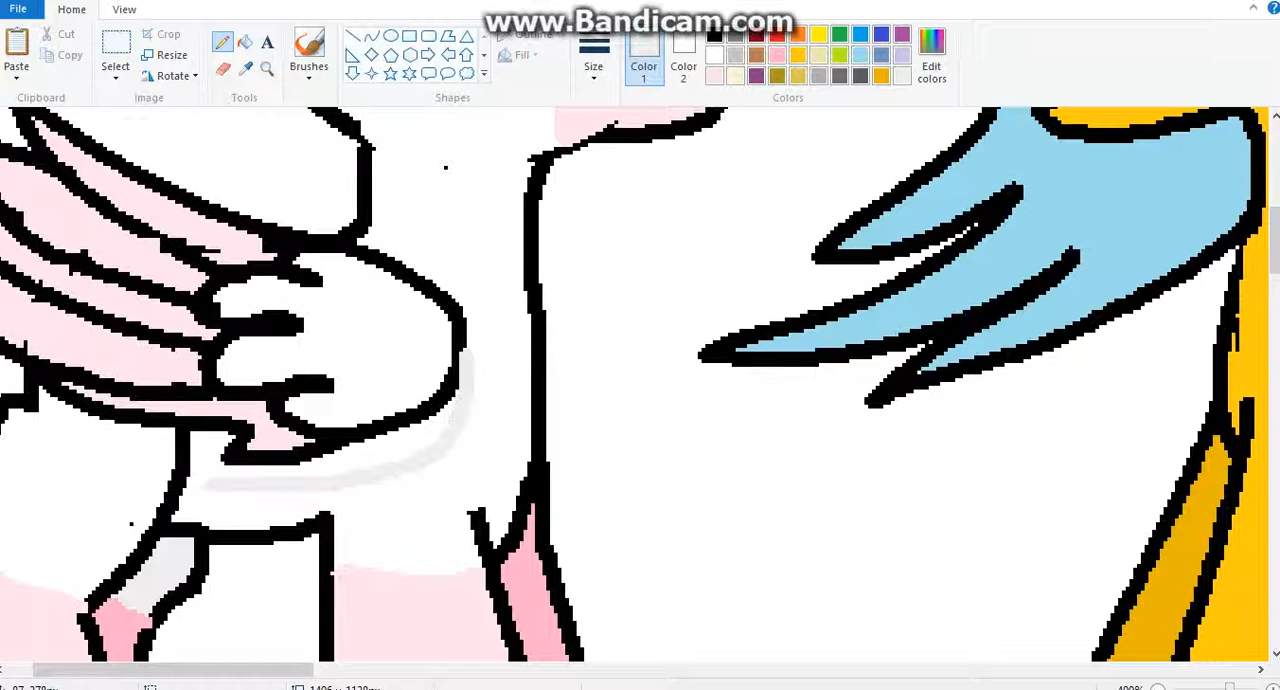 www.Bandicam.com
File Home View
Paste Cut Copy
Clipboard
Select Crop Resize Rotate
Image
A
Tools
Brushes
Outline
Fill
Shapes
Size
Color 1
Color 2
Edit colors
Colors